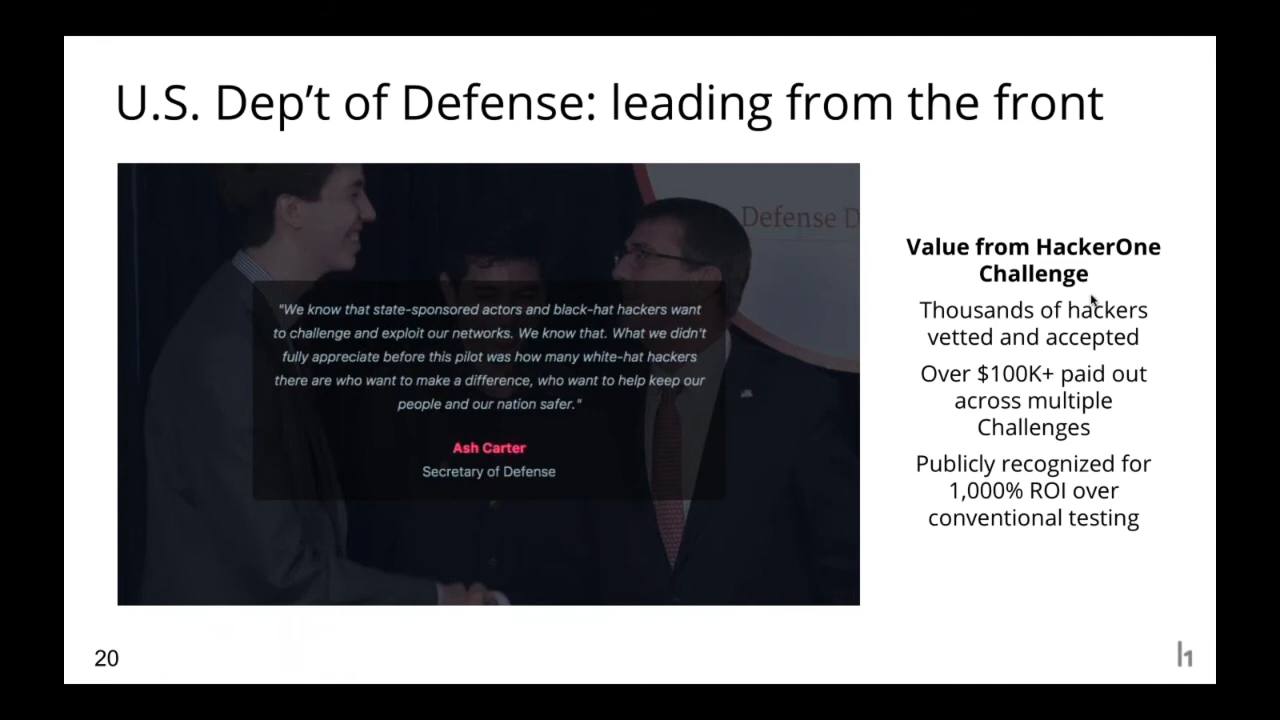 U.S. Dep't of Defense: leading from the front
Defense D
"We know that state-sponsored actors and black-hat hackers want
to challenge and exploit our networks. We know that. What we didn't
fully appreciate before this pilot was how many white-hat hackers
there are who want to make a difference, who want to help keep our
people and our nation safer."
Ash Carter
Secretary of Defense
Value from HackerOne
Challenge
Thousands of hackers
vetted and accepted
Over $100K+ paid out
across multiple
Challenges
Publicly recognized for
1,000% ROI over
conventional testing
20
h1